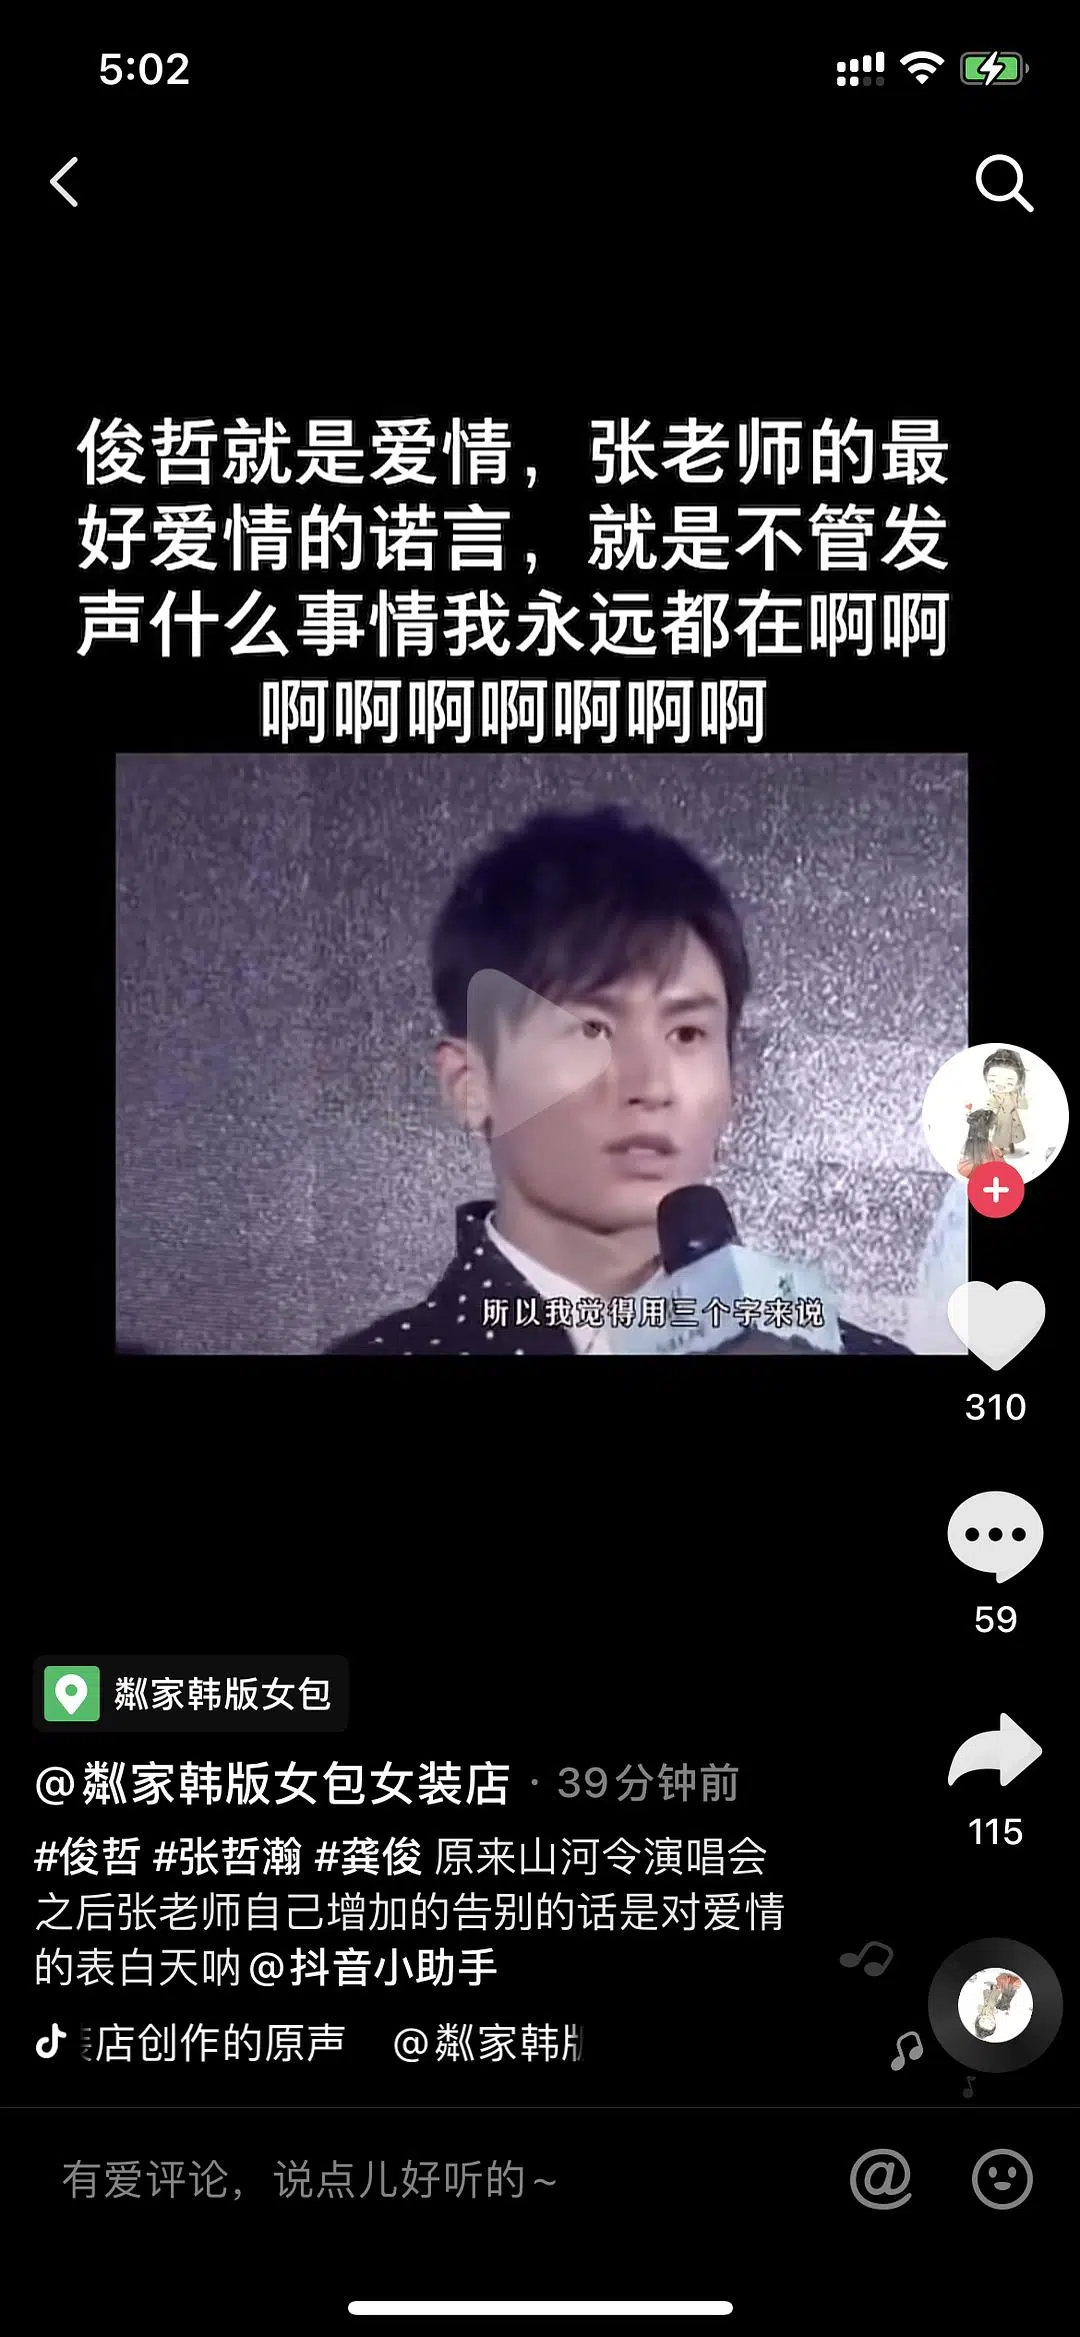 5:02
俊哲就是爱情，张老师的最
好爱情的诺言，就是不管发
声什么事情我永远都在啊啊
啊啊啊啊啊啊啊
所以我觉得用三个字来说
310
59
115
粼家韩版女包
@粼家韩版女包女装店 · 39分钟前
#俊哲 #张哲瀚 #龚俊 原来山河令演唱会
之后张老师自己增加的告别的话是对爱情
的表白天呐@抖音小助手
店创作的原声 @粼家韩版
有爱评论，说点儿好听的~